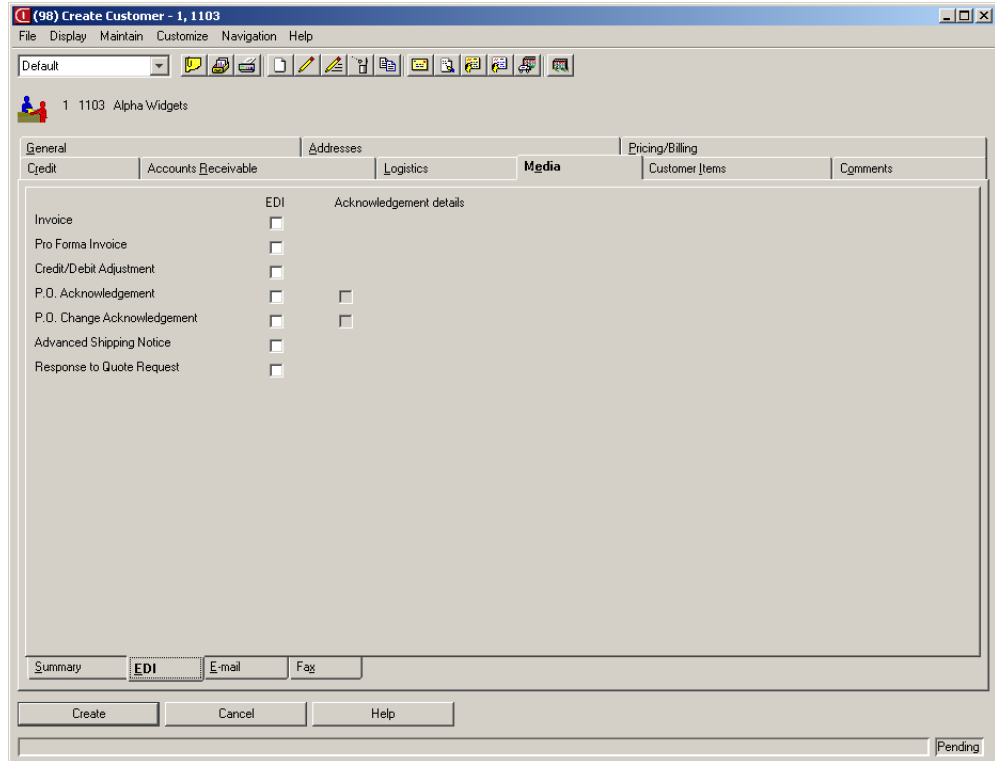 (98) Create Customer - 1, 1103
File Display Maintain Customize Navigation Help
Default
1 1103 Alpha Widgets
General Addresses Pricing/Billing
Credit Accounts Receivable Logistics Media Customer Items Comments
EDI Acknowledgement details
Invoice
Pro Forma Invoice
Credit/Debit Adjustment
P.O. Acknowledgement
P.O. Change Acknowledgement
Advanced Shipping Notice
Response to Quote Request
Summary EDI E-mail Fax
Create Cancel Help
Pending